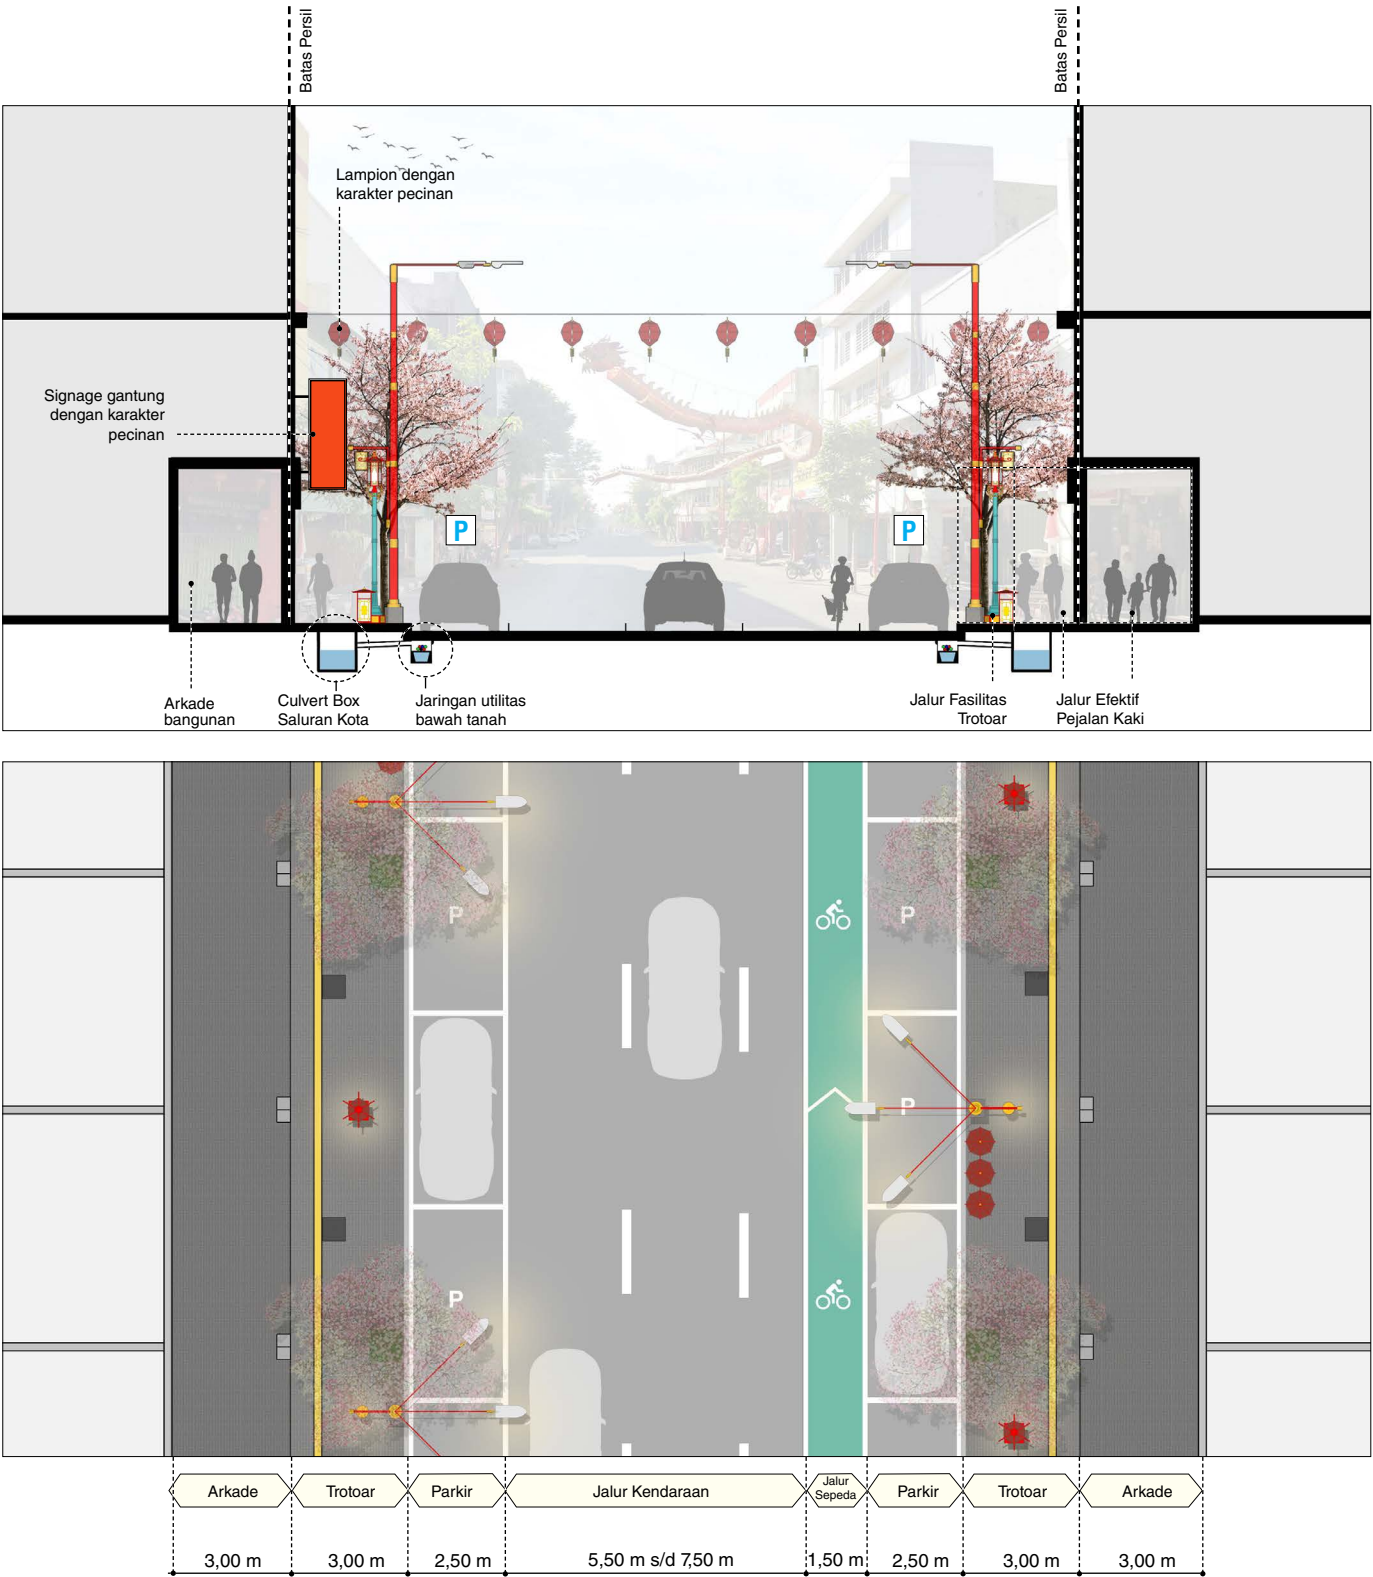 Batas Persil
Batas Persil
Lampion dengan
karakter pecinan
Signage gantung
dengan karakter
pecinan
P
P
Arkade
bangunan
Culvert Box
Saluran Kota
Jaringan utilitas
bawah tanah
Jalur Fasilitas
Trotoar
Jalur Efektif
Pejalan Kaki
P
P
P
P
Arkade
Trotoar
Parkir
Jalur Kendaraan
Jalur
Sepeda
Parkir
Trotoar
Arkade
3,00 m
3,00 m
2,50 m
5,50 m s/d 7,50 m
1,50 m
2,50 m
3,00 m
3,00 m